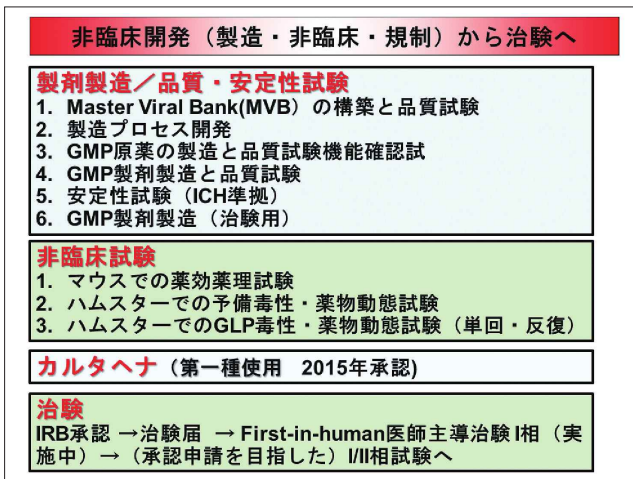 非臨床開発（製造・非臨床・規制）から治験へ
製剤製造／品質・安定性試験
1. Master Viral Bank(MVB）の構築と品質試験
2. 製造プロセス開発
3. GMP原薬の製造と品質試験機能確認試
4. GMP製剤製造と品質試験
5. 安定性試験（ICH準拠）
6. GMP製剤製造（治験用）
非臨床試験
1. マウスでの薬効薬理試験
2. ハムスターでの予備毒性・薬物動態試験
3. ハムスターでのGLP毒性・薬物動態試験（単回・反復）
カルタヘナ（第一種使用　2015年承認)
治験
IRB承認 →治験届 → First-in-human医師主導治験 I相（実
施中）→（承認申請を目指した）I/II相試験へ